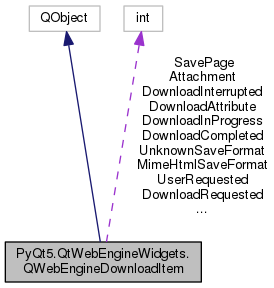 QObject
int
SavePage
Attachment
DownloadInterrupted
DownloadAttribute
DownloadInProgress
DownloadCompleted
UnknownSaveFormat
MimeHtmlSaveFormat
UserRequested
DownloadRequested
...
PyQt5.QtWebEngineWidgets.
QWebEngineDownloadItem